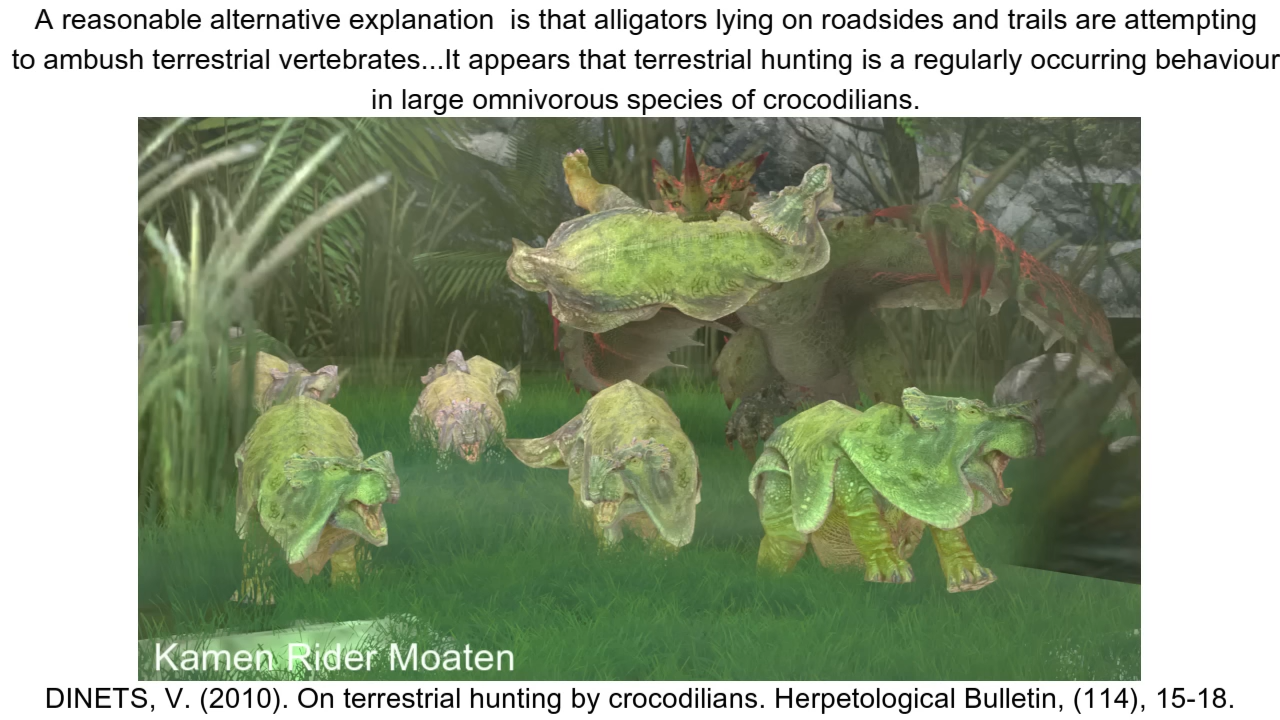 A reasonable alternative explanation  is that alligators lying on roadsides and trails are attempting
to ambush terrestrial vertebrates...It appears that terrestrial hunting is a regularly occurring behaviour
in large omnivorous species of crocodilians.
Kamen Rider Moaten
DINETS, V. (2010). On terrestrial hunting by crocodilians. Herpetological Bulletin, (114), 15-18.